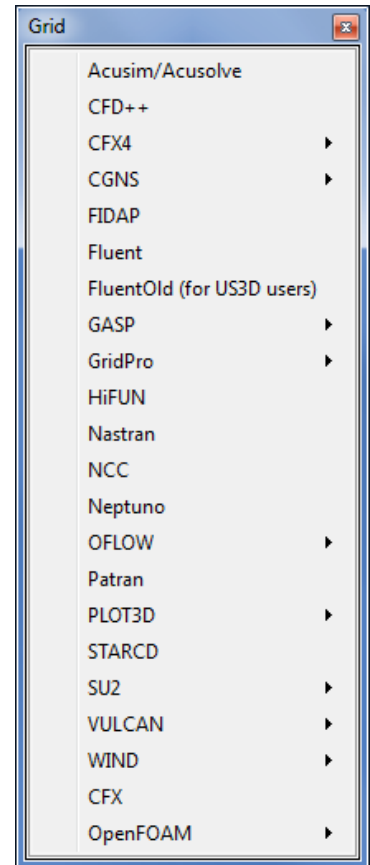 Grid
Acusim/Acusolve
CFD++
CFX4
CGNS
FIDAP
Fluent
FluentOld (for US3D users)
GASP
GridPro
HiFUN
Nastran
NCC
Neptuno
OFLOW
Patran
PLOT3D
STARCD
SU2
VULCAN
WIND
CFX
OpenFOAM